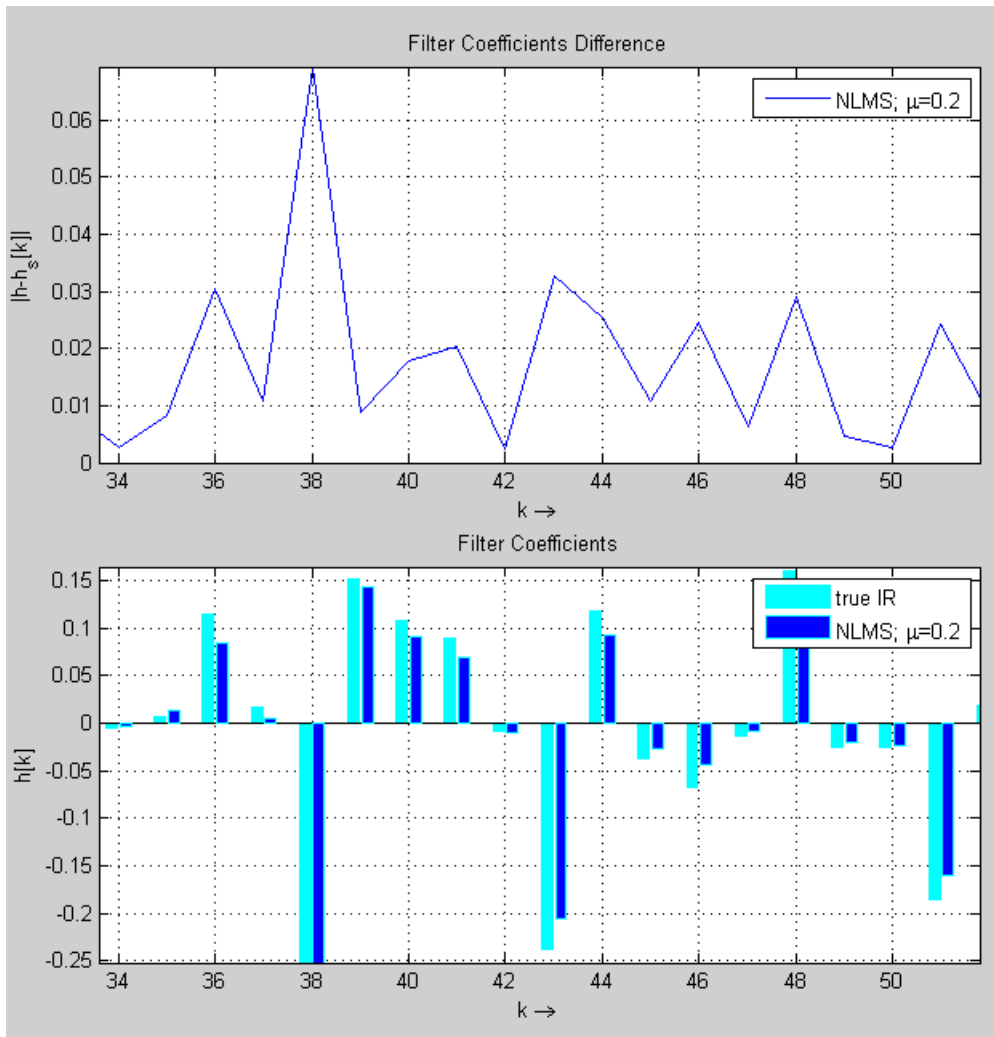 Filter Coefficients Difference
NLMS; μ=0.2
0.06
0.05
0.04
0.03
0.02
0.01
0
|h-h_s[k]|
34 36 38 40 42 44 46 48 50
k →
Filter Coefficients
true IR
NLMS; μ=0.2
0.15
0.1
0.05
0
-0.05
-0.1
-0.15
-0.2
-0.25
h[k]
34 36 38 40 42 44 46 48 50
k →